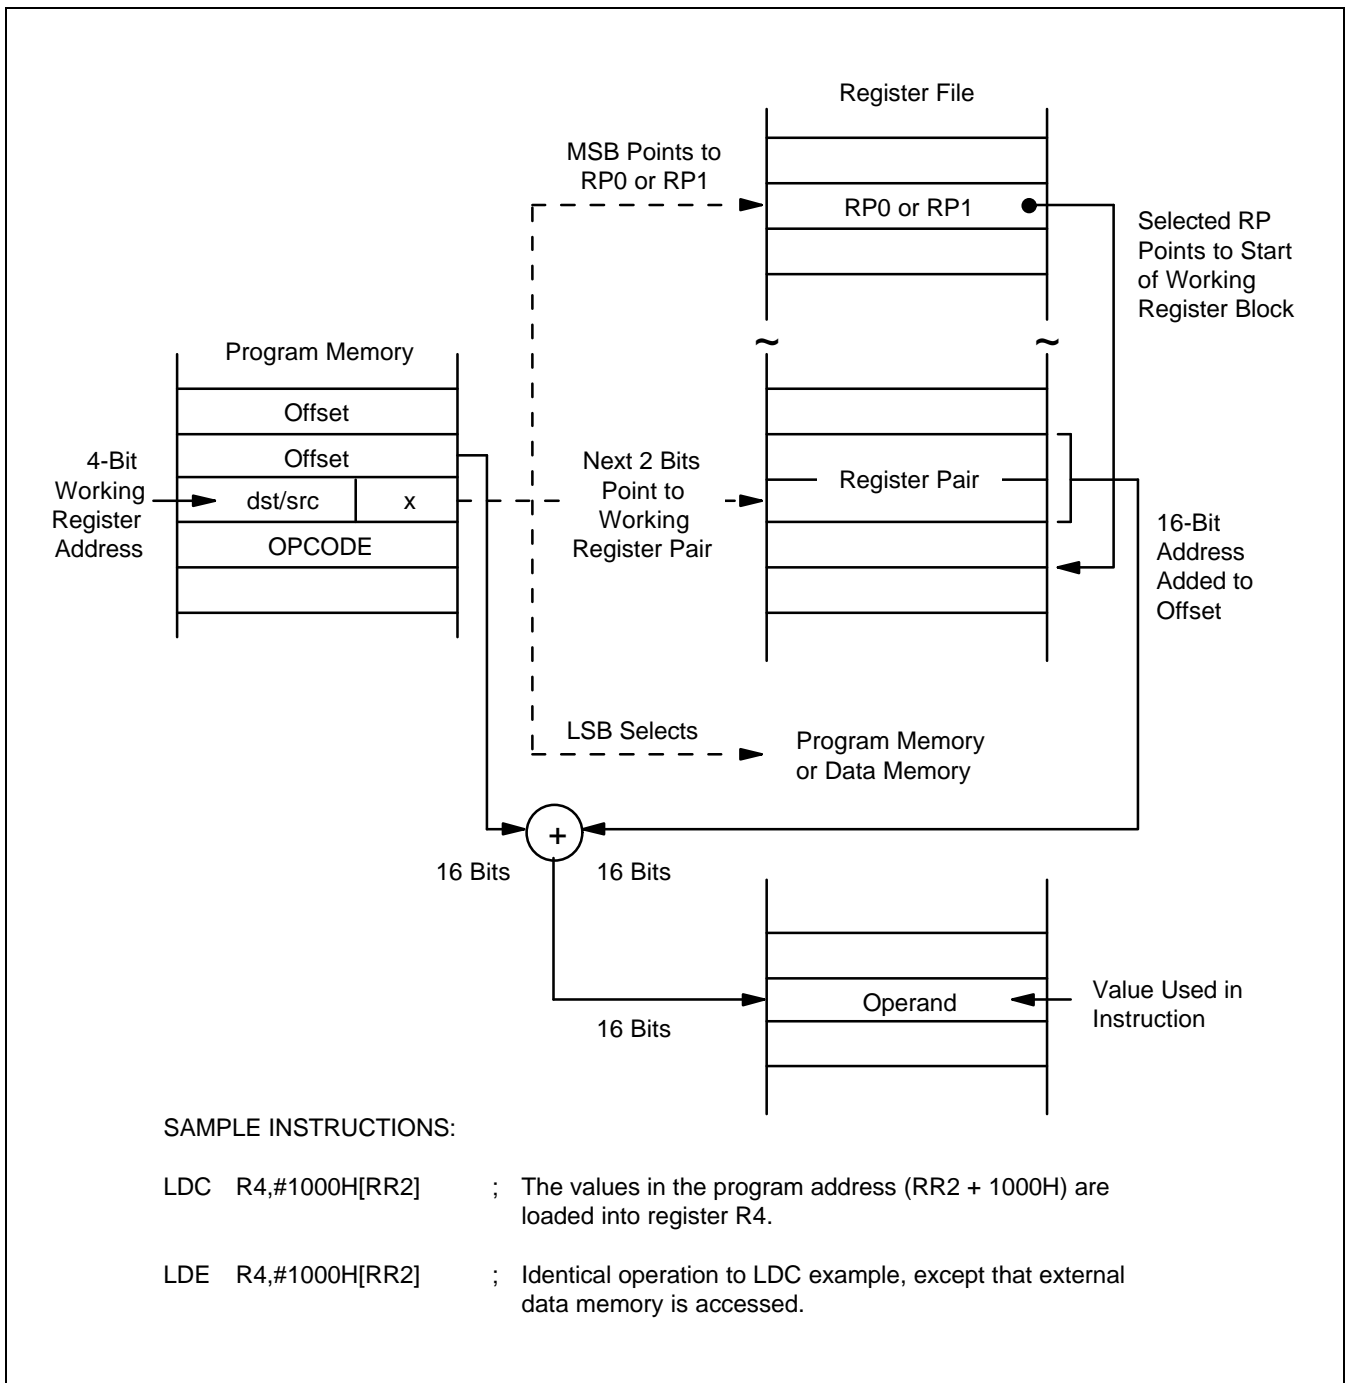 Register File
MSB Points to
RP0 or RP1
RP0 or RP1
Selected RP
Points to Start
of Working
Register Block
~ ~
Program Memory
Offset
Offset
4-Bit
Working
Register
Address
dst/src x
OPCODE
Next 2 Bits
Point to
Working
Register Pair
Register Pair
16-Bit
Address
Added to
Offset
LSB Selects
Program Memory
or Data Memory
+
16 Bits
16 Bits
16 Bits
Operand
Value Used in
Instruction
SAMPLE INSTRUCTIONS:
LDC R4,#1000H[RR2] ; The values in the program address (RR2 + 1000H) are
loaded into register R4.
LDE R4,#1000H[RR2] ; Identical operation to LDC example, except that external
data memory is accessed.